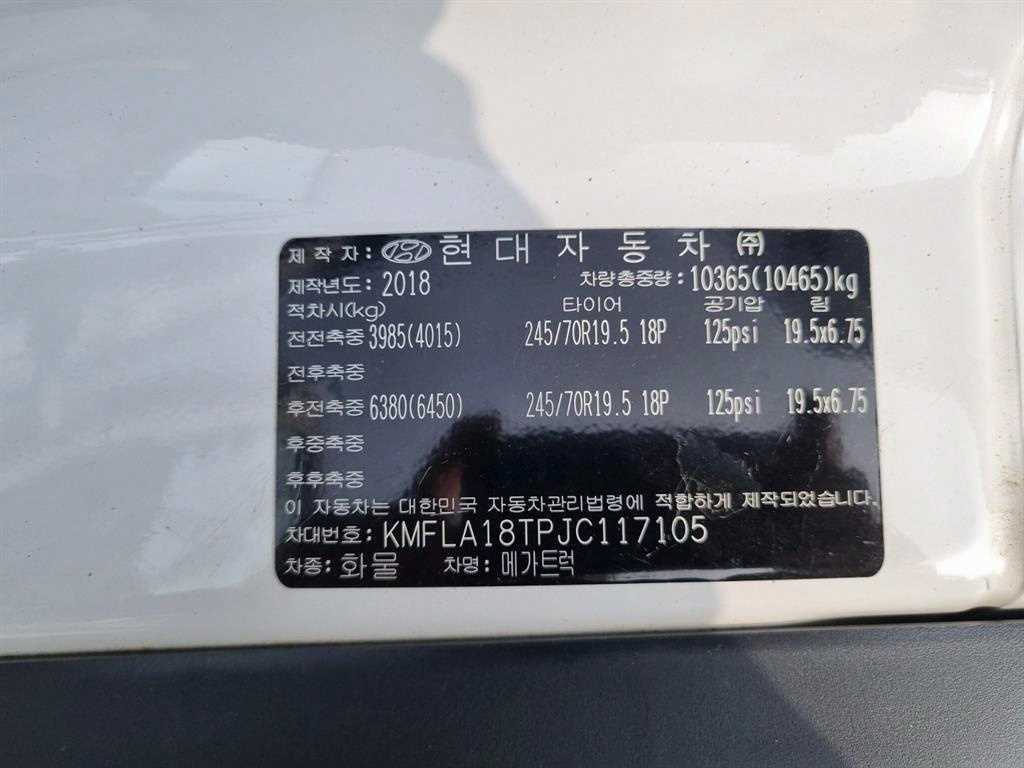 제작자: 현대자동차 ㈜
제작년도: 2018 차량총중량: 10365(10465)kg
적차시(kg) 타이어 공기압 림
전전축중 3985(4015) 245/70R19.5 18P 125psi 19.5x6.75
전후축중
후전축중 6380(6450) 245/70R19.5 18P 125psi 19.5x6.75
후중축중
후후축중
이 자동차는 대한민국 자동차관리법령에 적합하게 제작되었습니다.
차대번호: KMFLA18TPJC117105
차종: 화물 차명: 메가트럭